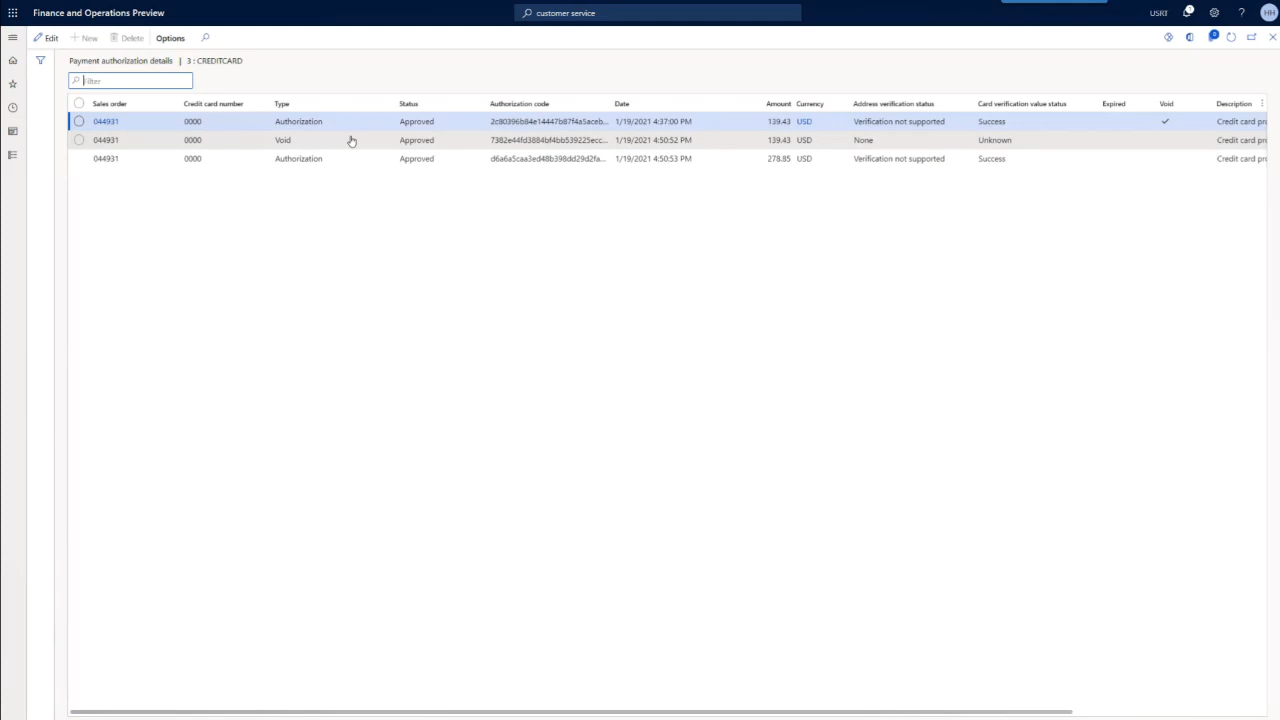 Finance and Operations Preview customer service USRT 1 HH
Edit New Delete Options 0
Payment authorization details | 3 : CREDITCARD
Filter
Sales order Credit card number Type Status Authorization code Date Amount Currency Address verification status Card verification value status Expired Void Description
044931 0000 Authorization Approved 2c80396b84e14447b87f4a5aceb... 1/19/2021 4:37:00 PM 139.43 USD Verification not supported Success Credit card pro
044931 0000 Void Approved 7382e44fd3884bf4bb539225ecc... 1/19/2021 4:50:52 PM 139.43 USD None Unknown Credit card pro
044931 0000 Authorization Approved d6a6a5caa3ed48b398dd29d2fa... 1/19/2021 4:50:53 PM 278.85 USD Verification not supported Success Credit card pro